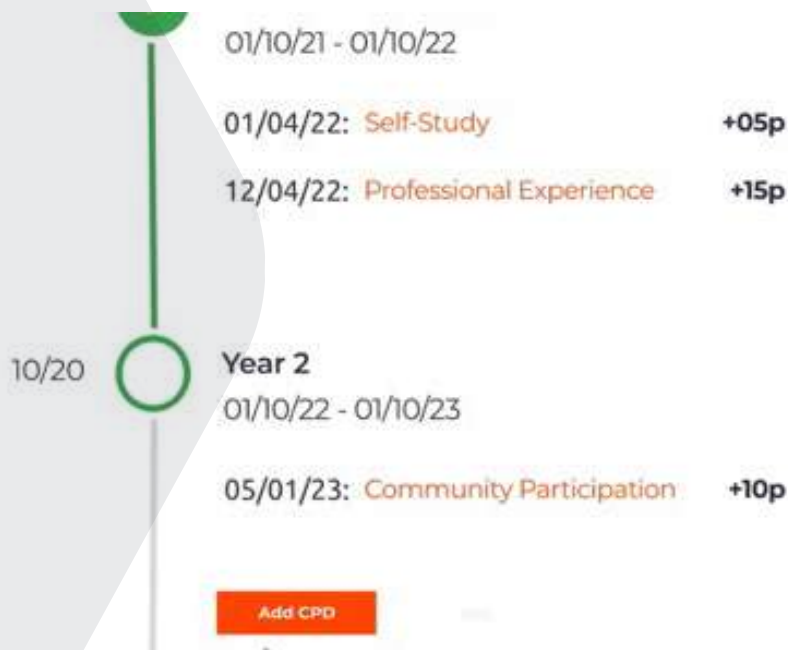 01/10/21 - 01/10/22
01/04/22: Self-Study +05p
12/04/22: Professional Experience +15p
10/20 Year 2
01/10/22 - 01/10/23
05/01/23: Community Participation +10p
Add CPD